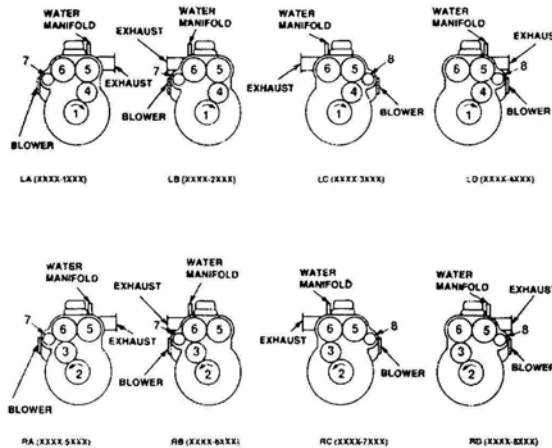 WATER
MANIFOLD
7
6
5
4
1
EXHAUST
BLOWER
LA (XXXX-1XXX)
EXHAUST
WATER
MANIFOLD
7
6
5
4
1
BLOWER
LB (XXXX-2XXX)
WATER
MANIFOLD
8
6
5
4
1
EXHAUST
BLOWER
LC (XXXX-3XXX)
WATER
MANIFOLD
EXHAUST
8
6
5
4
1
BLOWER
LD (XXXX-4XXX)
WATER
MANIFOLD
7
6
5
3
2
EXHAUST
BLOWER
RA (XXXX-5XXX)
EXHAUST
WATER
MANIFOLD
7
6
5
3
2
BLOWER
RB (XXXX-6XXX)
WATER
MANIFOLD
8
6
5
3
2
EXHAUST
BLOWER
RC (XXXX-7XXX)
WATER
MANIFOLD
EXHAUST
8
6
5
3
2
BLOWER
RD (XXXX-8XXX)